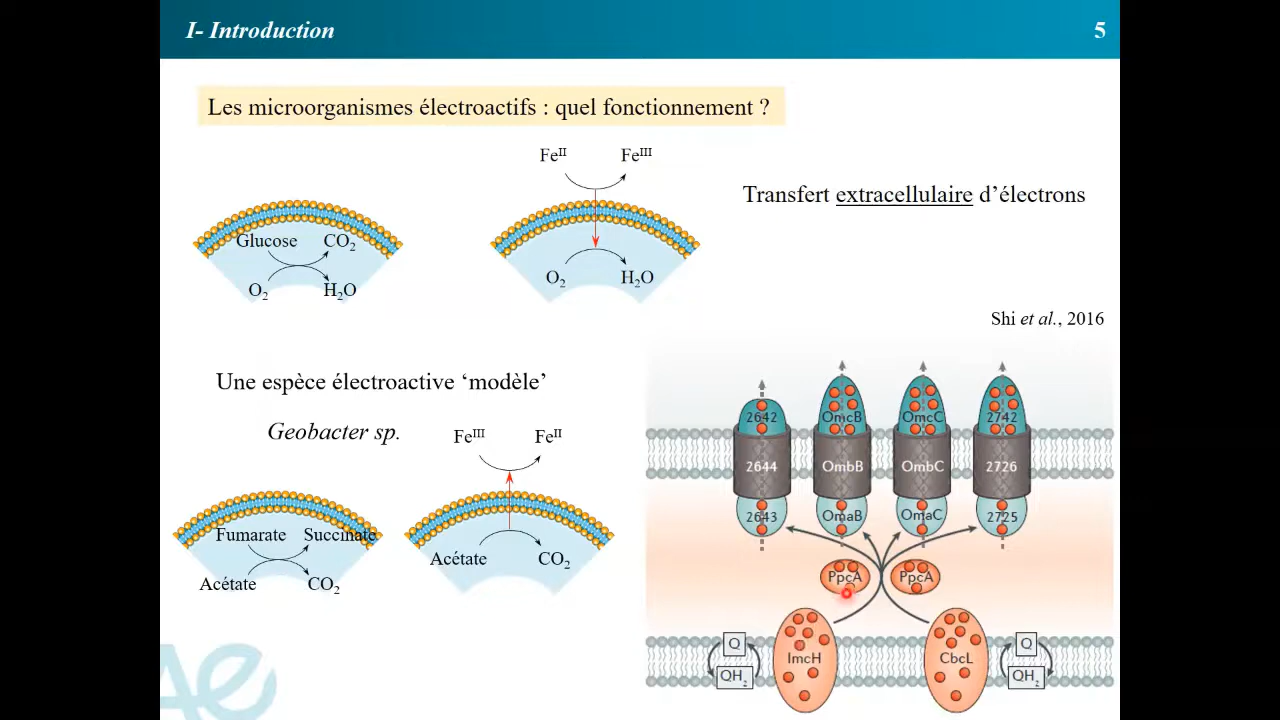 I- Introduction
5
Les microorganismes électroactifs : quel fonctionnement ?
Fe^II Fe^III
Transfert extracellulaire d'électrons
Glucose CO₂
O₂ H₂O
O₂ H₂O
Shi et al., 2016
Une espèce électroactive 'modèle'
Geobacter sp.
Fe^III Fe^II
Fumarate Succinate
Acétate CO₂
Acétate CO₂
2642 OmcB OmcC 2742
2644 OmbB OmbC 2726
2643 OmaB OmaC 2725
PpcA PpcA
Q ImcH CbcL Q
QH₂ QH₂
Ae